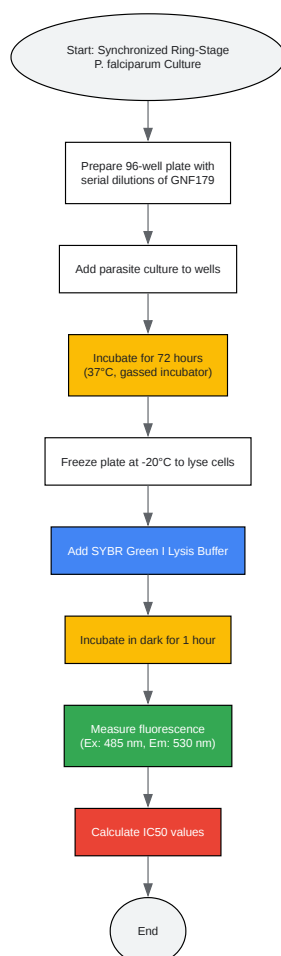 Start: Synchronized Ring-Stage
P. falciparum Culture
Prepare 96-well plate with
serial dilutions of GNF179
Add parasite culture to wells
Incubate for 72 hours
(37°C, gassed incubator)
Freeze plate at -20°C to lyse cells
Add SYBR Green I Lysis Buffer
Incubate in dark for 1 hour
Measure fluorescence
(Ex: 485 nm, Em: 530 nm)
Calculate IC50 values
End